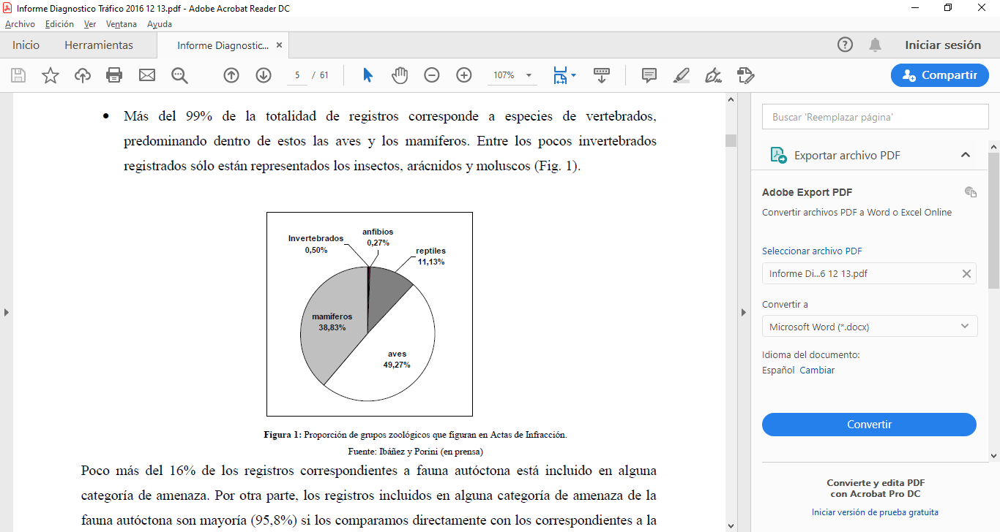 Informe Diagnostico Tráfico 2016 12 13.pdf - Adobe Acrobat Reader DC
Archivo Edición Ver Ventana Ayuda
Inicio Herramientas Informe Diagnostic... × Iniciar sesión
5 / 61 107% Compartir
Más del 99% de la totalidad de registros corresponde a especies de vertebrados,
predominando dentro de estos las aves y los mamíferos. Entre los pocos invertebrados
registrados sólo están representados los insectos, arácnidos y moluscos (Fig. 1).
Invertebrados
0,50%
anfibios
0,27%
reptiles
11,13%
mamíferos
38,83%
aves
49,27%
Figura 1: Proporción de grupos zoológicos que figuran en Actas de Infracción.
Fuente: Ibáñez y Porini (en prensa)
Poco más del 16% de los registros correspondientes a fauna autóctona está incluido en alguna
categoría de amenaza. Por otra parte, los registros incluidos en alguna categoría de amenaza de la
fauna autóctona son mayoría (95,8%) si los comparamos directamente con los correspondientes a la
Buscar 'Reemplazar página'
Exportar archivo PDF
Adobe Export PDF
Convertir archivos PDF a Word o Excel Online
Seleccionar archivo PDF
Informe Di...6 12 13.pdf
Convertir a
Microsoft Word (*.docx)
Idioma del documento:
Español Cambiar
Convertir
Convierte y edita PDF
con Acrobat Pro DC
Iniciar versión de prueba gratuita